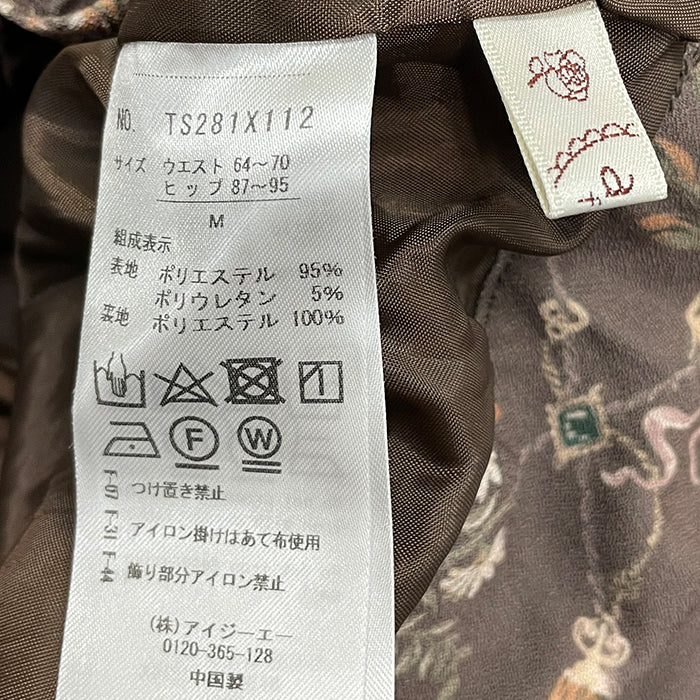 NO. TS281X112
サイズ ウエスト 64～70
ヒップ 87～95
M
組成表示
表地 ポリエステル 95%
ポリウレタン 5%
裏地 ポリエステル 100%
F
W
F-97 つけ置き禁止
F-31 アイロン掛けはあて布使用
F-44 飾り部分アイロン禁止
(株)アイジーエー
0120-365-128
中国製